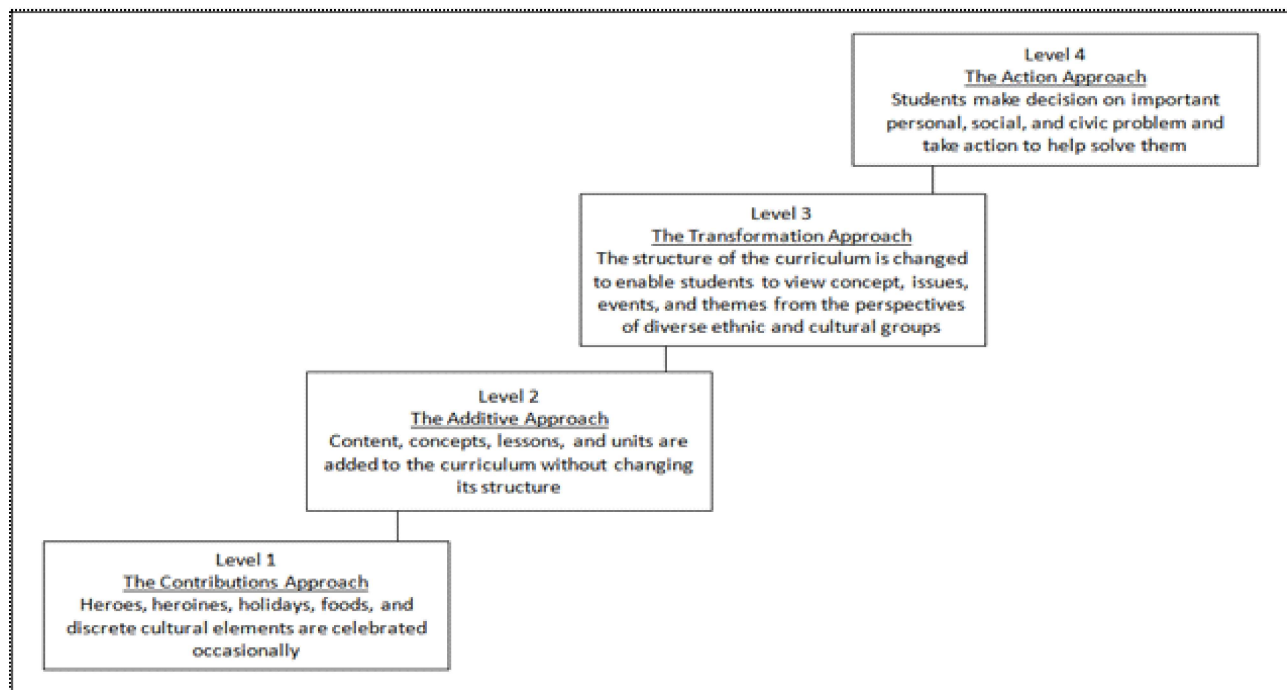 Level 4
The Action Approach
Students make decision on important
personal, social, and civic problem and
take action to help solve them
Level 3
The Transformation Approach
The structure of the curriculum is changed
to enable students to view concept, issues,
events, and themes from the perspectives
of diverse ethnic and cultural groups
Level 2
The Additive Approach
Content, concepts, lessons, and units are
added to the curriculum without changing
its structure
Level 1
The Contributions Approach
Heroes, heroines, holidays, foods, and
discrete cultural elements are celebrated
occasionally